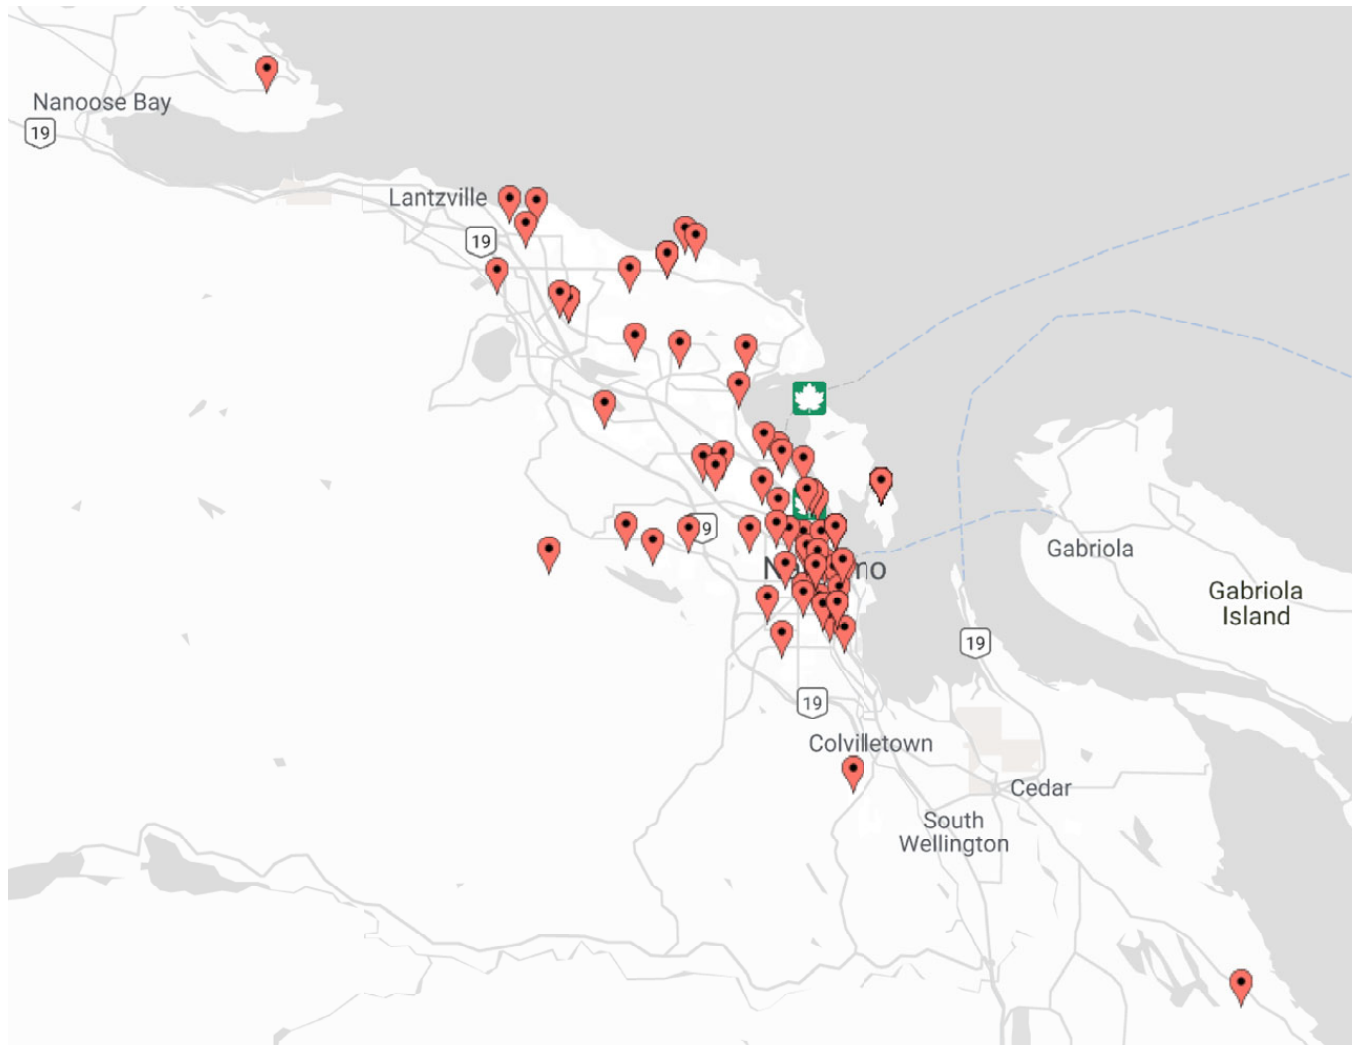 Nanoose Bay
19
Lantzville
19
Gabriola
19
Gabriola
Island
19
19
Colvilletown
Cedar
South
Wellington